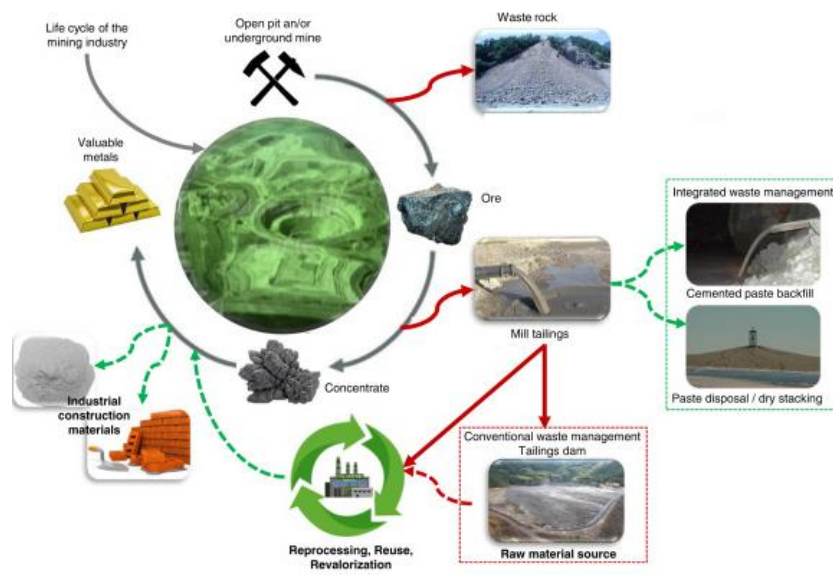 Life cycle of the
mining industry
Open pit an/or
underground mine
Waste rock
Valuable
metals
Ore
Integrated waste management
Cemented paste backfill
Mill tailings
Paste disposal / dry stacking
Concentrate
Industrial
construction
materials
Conventional waste management
Tailings dam
Raw material source
Reprocessing, Reuse,
Revalorization